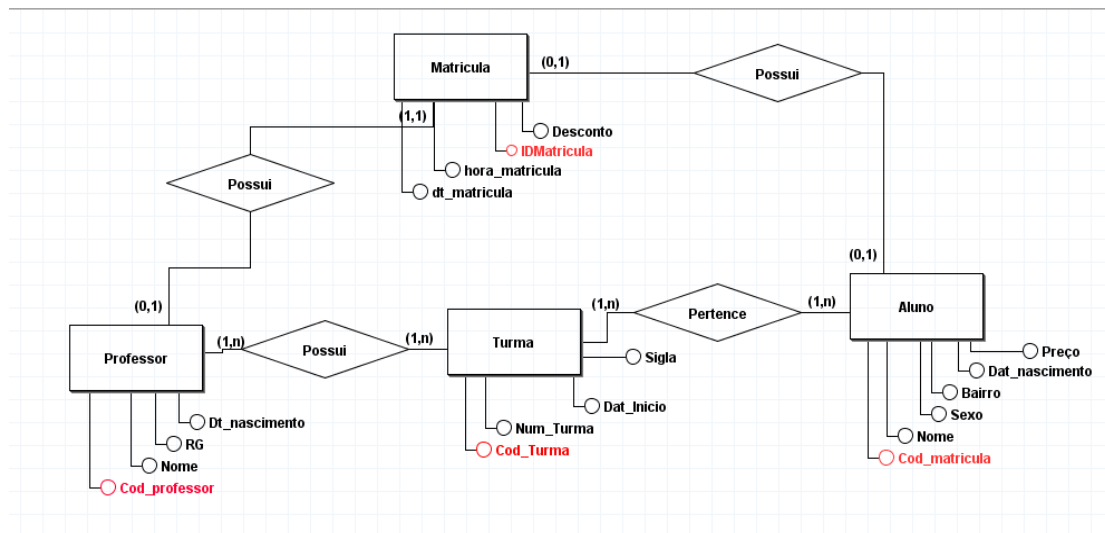 Matricula
(0,1)
Possui
(1,1)
Desconto
IDMatricula
hora_matricula
dt_matricula
Possui
(0,1)
(0,1)
Professor
(1,n)
Possui
(1,n)
Turma
(1,n)
Pertence
(1,n)
Aluno
Sigla
Preço
Dat_nascimento
Bairro
Sexo
Nome
Cod_matricula
Dat_Inicio
Num_Turma
Cod_Turma
Dt_nascimento
RG
Nome
Cod_professor